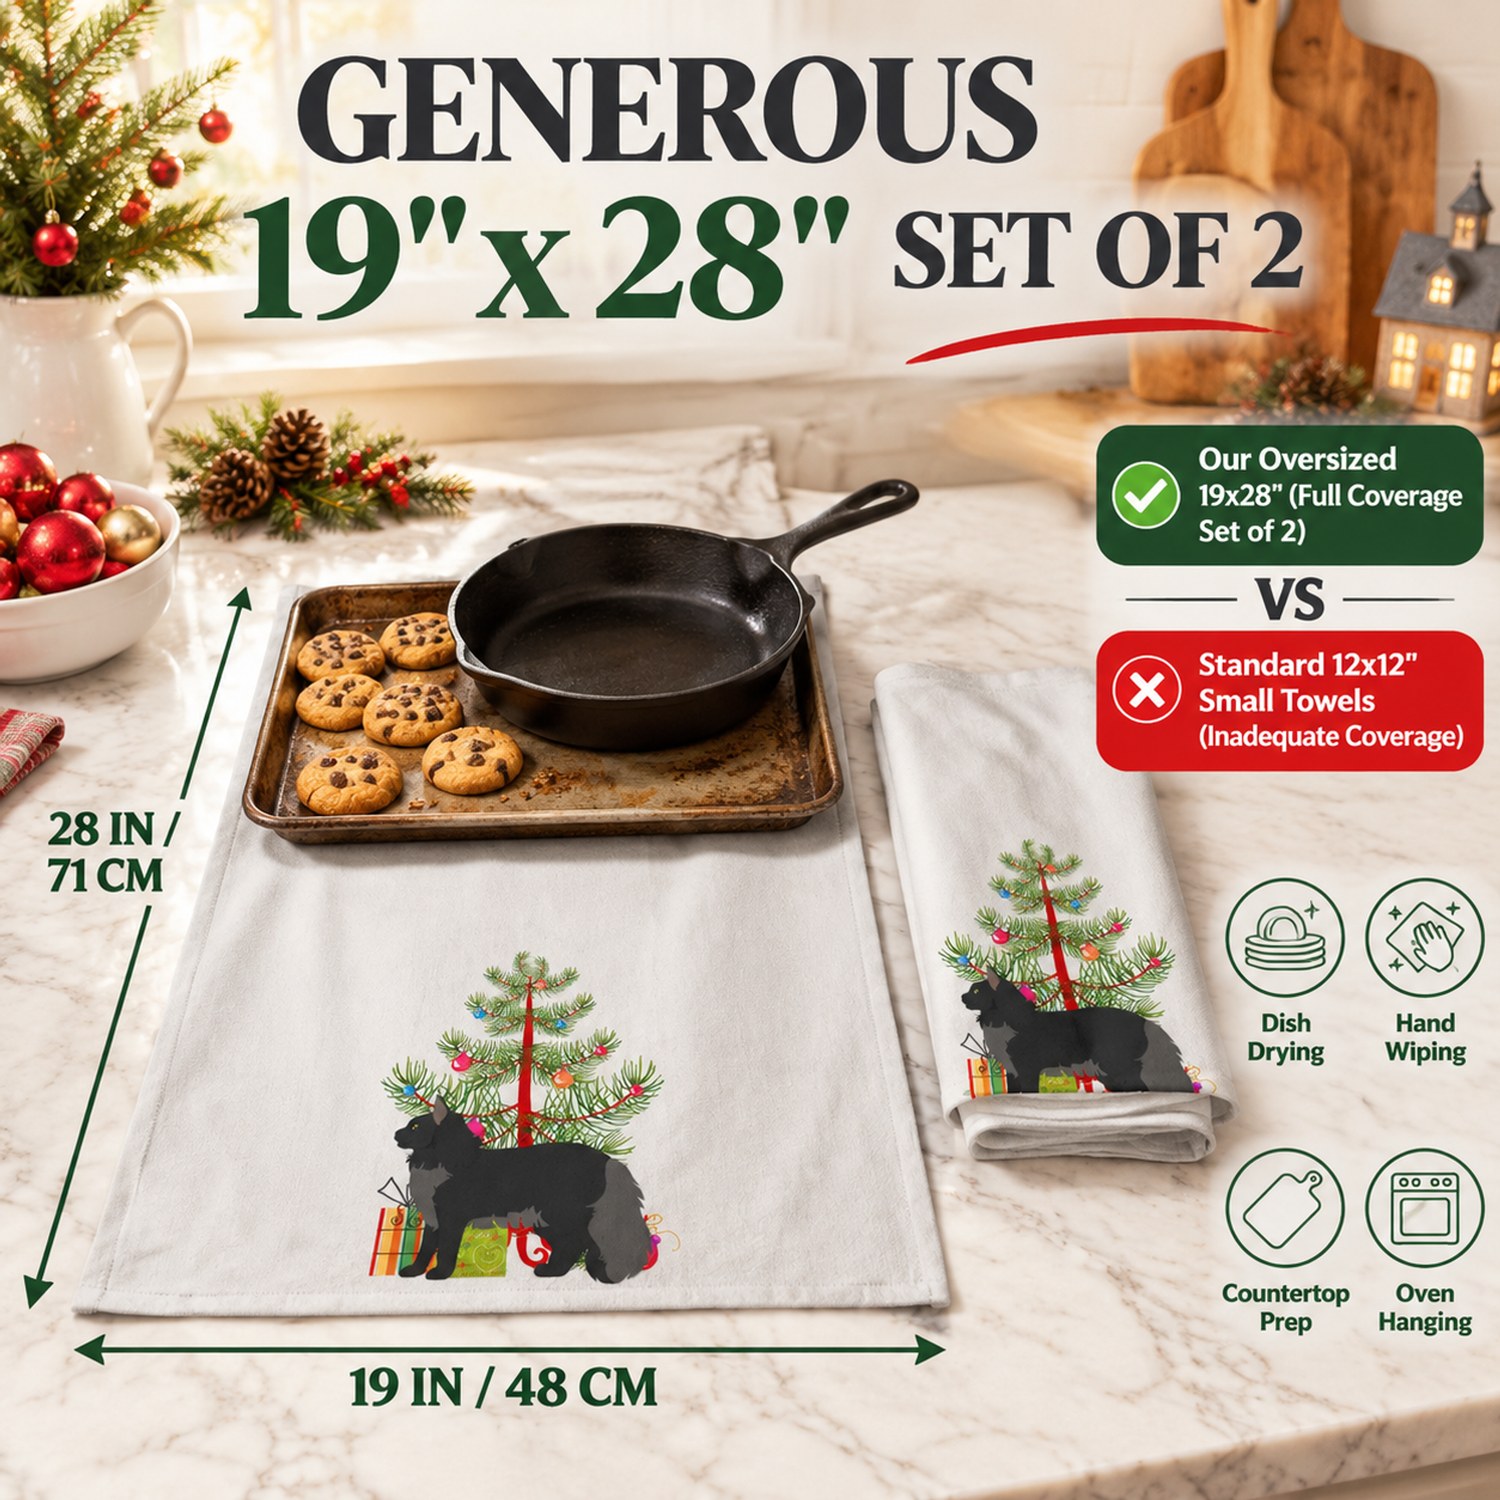 GENEROUS
19" x 28" SET OF 2
Our Oversized
19x28" (Full Coverage
Set of 2)
VS
Standard 12x12"
Small Towels
(Inadequate Coverage)
28 IN /
71 CM
19 IN / 48 CM
Dish
Drying
Hand
Wiping
Countertop
Prep
Oven
Hanging